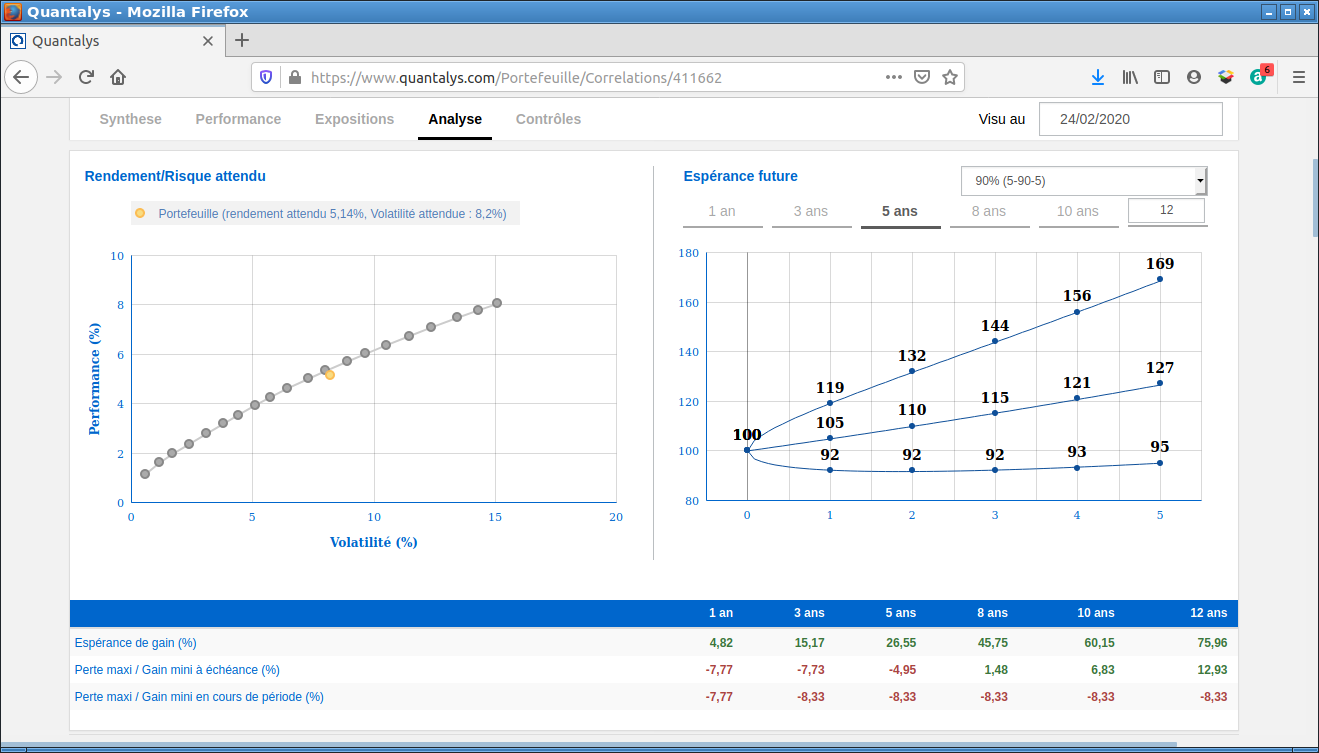 Quantalys - Mozilla Firefox
Quantalys
https://www.quantalys.com/Portefeuille/Correlations/411662
6
Synthese Performance Expositions Analyse Contrôles Visu au 24/02/2020
Rendement/Risque attendu
Portefeuille (rendement attendu 5,14%, Volatilité attendue : 8,2%)
10
8
6
4
2
0
Performance (%)
0 5 10 15 20
Volatilité (%)
Espérance future
90% (5-90-5)
1 an 3 ans 5 ans 8 ans 10 ans 12
180
160
140
120
100
80
169
156
144
132
119
127
121
115
110
105
100
92 92 92 93 95
0 1 2 3 4 5
1 an 3 ans 5 ans 8 ans 10 ans 12 ans
Espérance de gain (%) 4,82 15,17 26,55 45,75 60,15 75,96
Perte maxi / Gain mini à échéance (%) -7,77 -7,73 -4,95 1,48 6,83 12,93
Perte maxi / Gain mini en cours de période (%) -7,77 -8,33 -8,33 -8,33 -8,33 -8,33